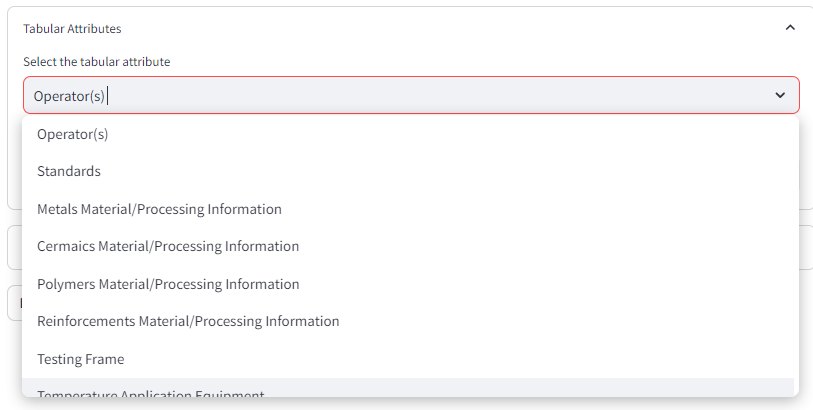 Tabular Attributes
Select the tabular attribute
Operator(s)
Operator(s)
Standards
Metals Material/Processing Information
Cermaics Material/Processing Information
Polymers Material/Processing Information
Reinforcements Material/Processing Information
Testing Frame
Temperature Application Equipment